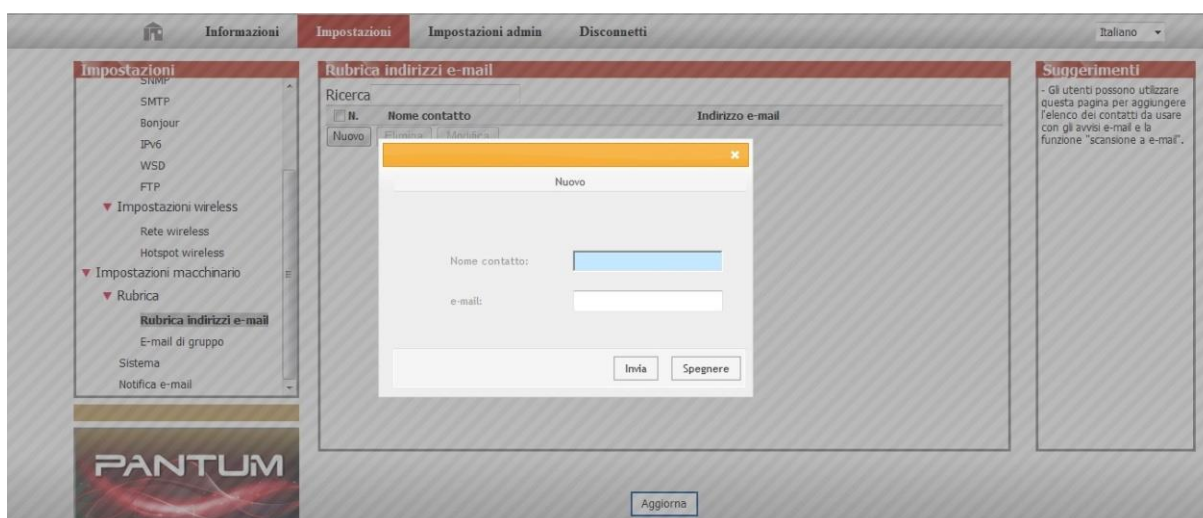 Informazioni
Impostazioni
Impostazioni admin
Disconnetti
Italiano
Impostazioni
SNMP
SMTP
Bonjour
IPv6
WSD
FTP
Impostazioni wireless
Rete wireless
Hotspot wireless
Impostazioni macchinario
Rubrica
Rubrica indirizzi e-mail
E-mail di gruppo
Sistema
Notifica e-mail
PANTUM
Rubrica indirizzi e-mail
Ricerca
N. Nome contatto Indirizzo e-mail
Nuovo Elimina Modifica
Nuovo
Nome contatto:
e-mail:
Invia Spegnere
Aggiorna
Suggerimenti
- Gli utenti possono utilizzare
questa pagina per aggiungere
l'elenco dei contatti da usare
con gli avvisi e-mail e la
funzione "scansione a e-mail".